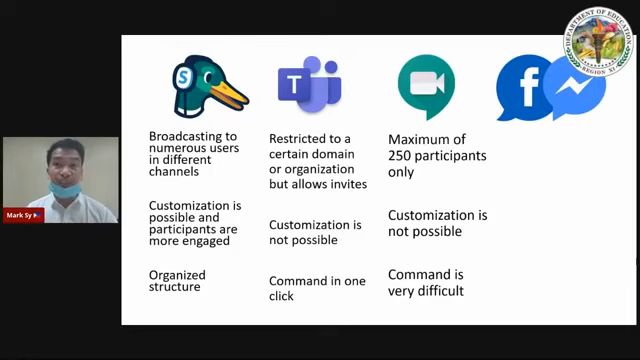 DEPARTMENT OF EDUCATION
REGION XI
S
T
f
Broadcasting to
numerous users
in different
channels
Customization is
possible and
participants are
more engaged
Organized
structure
Restricted to a
certain domain
or organization
but allows invites
Customization is
not possible
Command in one
click
Maximum of
250 participants
only
Customization is
not possible
Command is
very difficult
Mark Sy